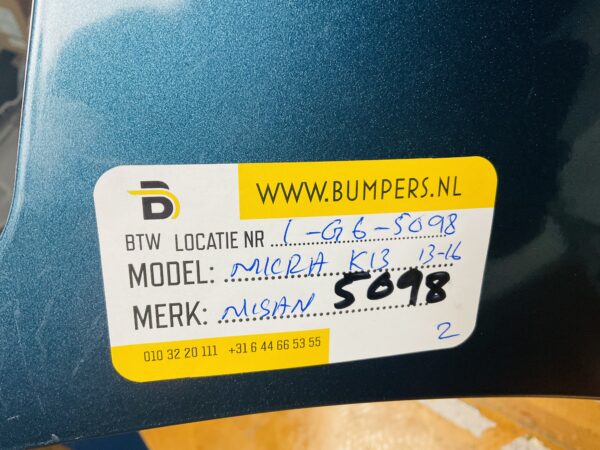 WWW.BUMPERS.NL
BTW LOCATIE NR 1-G6-5098
MODEL: MICRA K13 13-16
MERK: NISAN 5098
2
010 32 20 111 +31 6 44 66 53 55